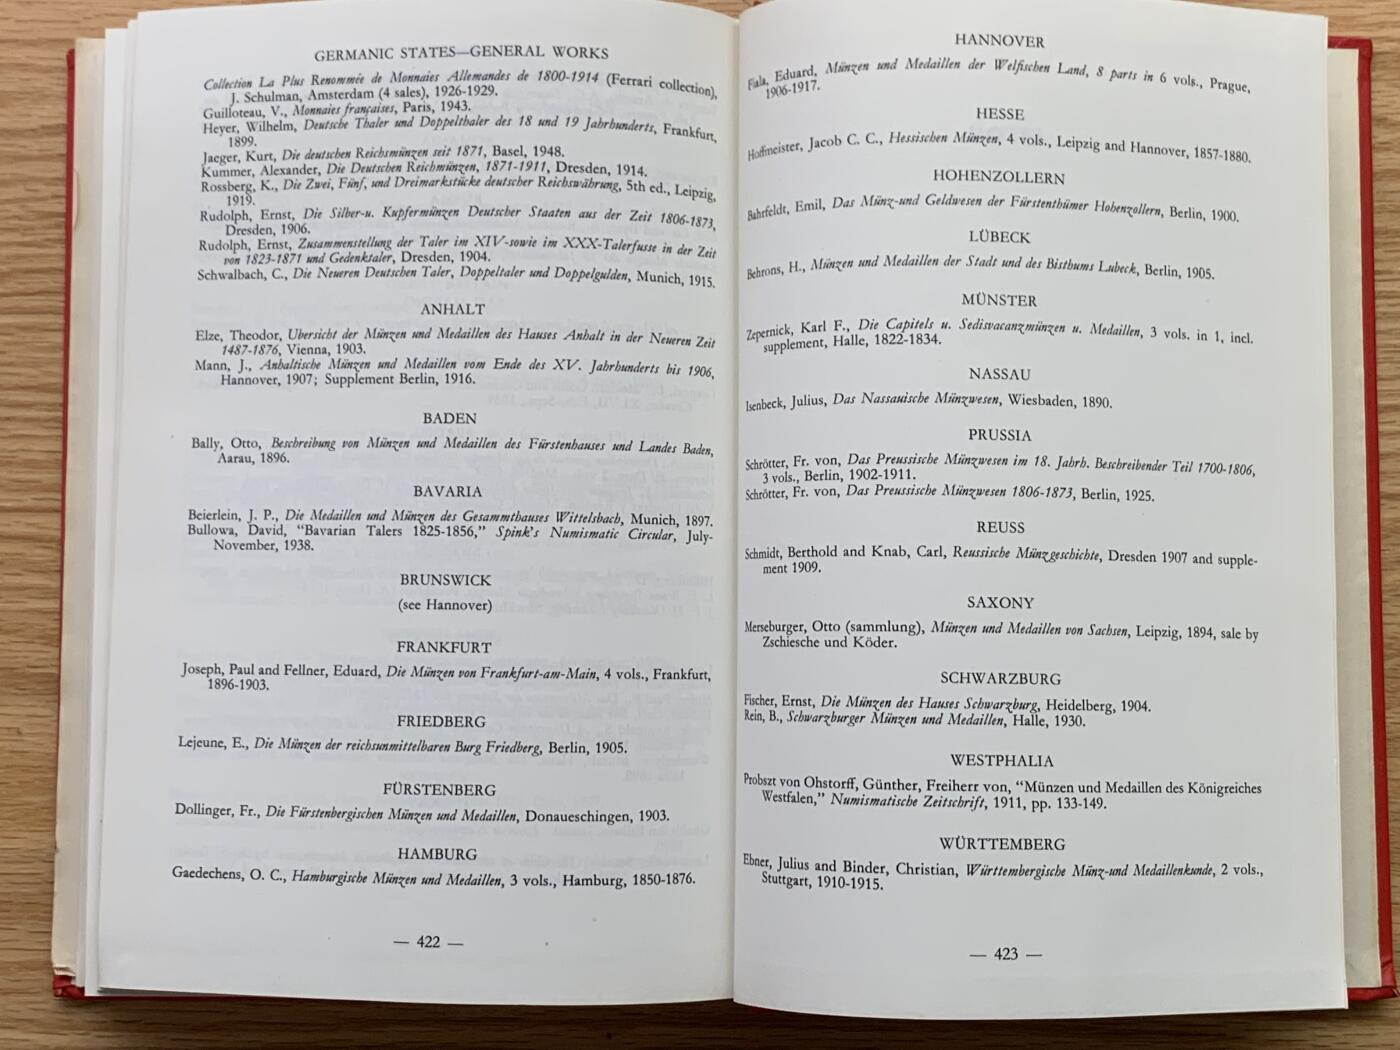 GERMANIC STATES—GENERAL WORKS
Collection La Plus Renommée de Monnaies Allemandes de 1800-1914 (Ferrari collection),
J. Schulman, Amsterdam (4 sales), 1926-1929.
Guilloteau, V., Monnaies françaises, Paris, 1943.
Heyer, Wilhelm, Deutsche Thaler und Doppelthaler des 18 und 19 Jahrhunderts, Frankfurt,
1899.
Jaeger, Kurt, Die deutschen Reichsmünzen seit 1871, Basel, 1948.
Kummer, Alexander, Die Deutschen Reichmünzen, 1871-1911, Dresden, 1914.
Rossberg, K., Die Zwei, Fünf, und Dreimarkstücke deutscher Reichswährung, 5th ed., Leipzig,
1919.
Rudolph, Ernst, Die Silber-u. Kupfermünzen Deutscher Staaten aus der Zeit 1806-1873,
Dresden, 1906.
Rudolph, Ernst, Zusammenstellung der Taler im XIV-sowie im XXX-Talerfusse in der Zeit
von 1823-1871 und Gedenktaler, Dresden, 1904.
Schwalbach, C., Die Neueren Deutschen Taler, Doppeltaler und Doppelgulden, Munich, 1915.
ANHALT
Elze, Theodor, Ubersicht der Münzen und Medaillen des Hauses Anhalt in der Neueren Zeit
1487-1876, Vienna, 1903.
Mann, J., Anhaltische Münzen und Medaillen vom Ende des XV. Jahrhunderts bis 1906,
Hannover, 1907; Supplement Berlin, 1916.
BADEN
Bally, Otto, Beschreibung von Münzen und Medaillen des Fürstenhauses und Landes Baden,
Aarau, 1896.
BAVARIA
Beierlein, J. P., Die Medaillen und Münzen des Gesammthauses Wittelsbach, Munich, 1897.
Bullowa, David, "Bavarian Talers 1825-1856," Spink's Numismatic Circular, July-
November, 1938.
BRUNSWICK
(see Hannover)
FRANKFURT
Joseph, Paul and Fellner, Eduard, Die Münzen von Frankfurt-am-Main, 4 vols., Frankfurt,
1896-1903.
FRIEDBERG
Lejeune, E., Die Münzen der reichsunmittelbaren Burg Friedberg, Berlin, 1905.
FÜRSTENBERG
Dollinger, Fr., Die Fürstenbergischen Münzen und Medaillen, Donaueschingen, 1903.
HAMBURG
Gaedechens, O. C., Hamburgische Münzen und Medaillen, 3 vols., Hamburg, 1850-1876.
— 422 —
HANNOVER
Fiala, Eduard, Münzen und Medaillen der Welfischen Land, 8 parts in 6 vols., Prague,
1906-1917.
HESSE
Hoffmeister, Jacob C. C., Hessischen Münzen, 4 vols., Leipzig and Hannover, 1857-1880.
HOHENZOLLERN
Bahrfeldt, Emil, Das Münz-und Geldwesen der Fürstenthümer Hohenzollern, Berlin, 1900.
LÜBECK
Behrons, H., Münzen und Medaillen der Stadt und des Bisthums Lubeck, Berlin, 1905.
MÜNSTER
Zepernick, Karl F., Die Capitels u. Sedisvacanzmünzen u. Medaillen, 3 vols. in 1, incl.
supplement, Halle, 1822-1834.
NASSAU
Isenbeck, Julius, Das Nassauische Münzwesen, Wiesbaden, 1890.
PRUSSIA
Schrötter, Fr. von, Das Preussische Münzwesen im 18. Jahrh. Beschreibender Teil 1700-1806,
3 vols., Berlin, 1902-1911.
Schrötter, Fr. von, Das Preussische Münzwesen 1806-1873, Berlin, 1925.
REUSS
Schmidt, Berthold and Knab, Carl, Reussische Münzgeschichte, Dresden 1907 and supple-
ment 1909.
SAXONY
Merseburger, Otto (sammlung), Münzen und Medaillen von Sachsen, Leipzig, 1894, sale by
Zschiesche und Köder.
SCHWARZBURG
Fischer, Ernst, Die Münzen des Hauses Schwarzburg, Heidelberg, 1904.
Rein, B., Schwarzburger Münzen und Medaillen, Halle, 1930.
WESTPHALIA
Probszt von Ohstorff, Günther, Freiherr von, "Münzen und Medaillen des Königreiches
Westfalen," Numismatische Zeitschrift, 1911, pp. 133-149.
WÜRTTEMBERG
Ebner, Julius and Binder, Christian, Württembergische Münz-und Medaillenkunde, 2 vols.,
Stuttgart, 1910-1915.
— 423 —